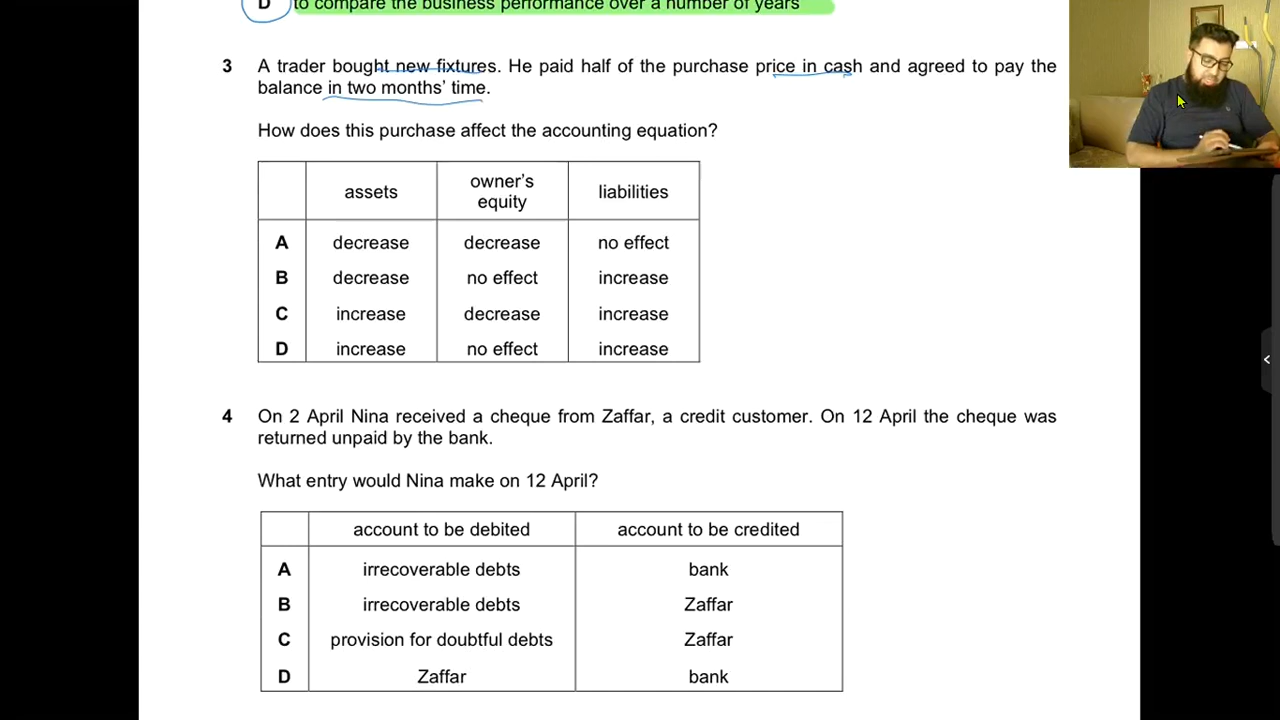 D to compare the business performance over a number of years
3 A trader bought new fixtures. He paid half of the purchase price in cash and agreed to pay the
balance in two months' time.
How does this purchase affect the accounting equation?
assets owner's equity liabilities
A decrease decrease no effect
B decrease no effect increase
C increase decrease increase
D increase no effect increase
4 On 2 April Nina received a cheque from Zaffar, a credit customer. On 12 April the cheque was
returned unpaid by the bank.
What entry would Nina make on 12 April?
account to be debited account to be credited
A irrecoverable debts bank
B irrecoverable debts Zaffar
C provision for doubtful debts Zaffar
D Zaffar bank